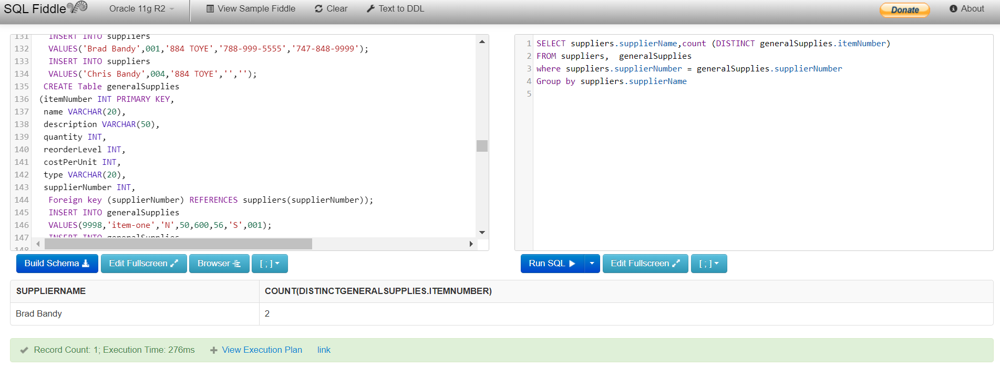 SQL Fiddle Oracle 11g R2 View Sample Fiddle Clear Text to DDL Donate About
131 INSERT INTO suppliers
132 VALUES('Brad Bandy',001,'884 TOYE','788-999-5555','747-848-9999');
133 INSERT INTO suppliers
134 VALUES('Chris Bandy',004,'884 TOYE','','');
135 CREATE Table generalSupplies
136 (itemNumber INT PRIMARY KEY,
137 name VARCHAR(20),
138 description VARCHAR(50),
139 quantity INT,
140 reorderLevel INT,
141 costPerUnit INT,
142 type VARCHAR(20),
143 supplierNumber INT,
144 Foreign key (supplierNumber) REFERENCES suppliers(supplierNumber));
145 INSERT INTO generalSupplies
146 VALUES(9998,'item-one','N',50,600,56,'S',001);
147 INSERT INTO generalSupplies
148
1 SELECT suppliers.supplierName,count (DISTINCT generalSupplies.itemNumber)
2 FROM suppliers, generalSupplies
3 where suppliers.supplierNumber = generalSupplies.supplierNumber
4 Group by suppliers.supplierName
5
Build Schema Edit Fullscreen Browser [ ; ]
Run SQL Edit Fullscreen [ ; ]
SUPPLIERNAME COUNT(DISTINCTGENERALSUPPLIES.ITEMNUMBER)
Brad Bandy 2
Record Count: 1; Execution Time: 276ms View Execution Plan link